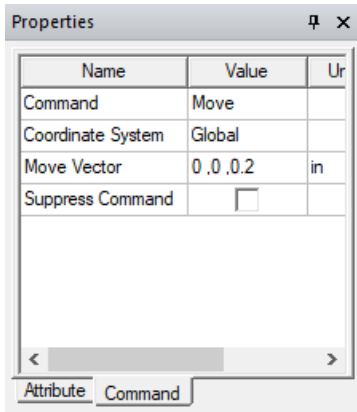 Properties
Name Value Ur
Command Move
Coordinate System Global
Move Vector 0 ,0 ,0.2 in
Suppress Command
Attribute Command